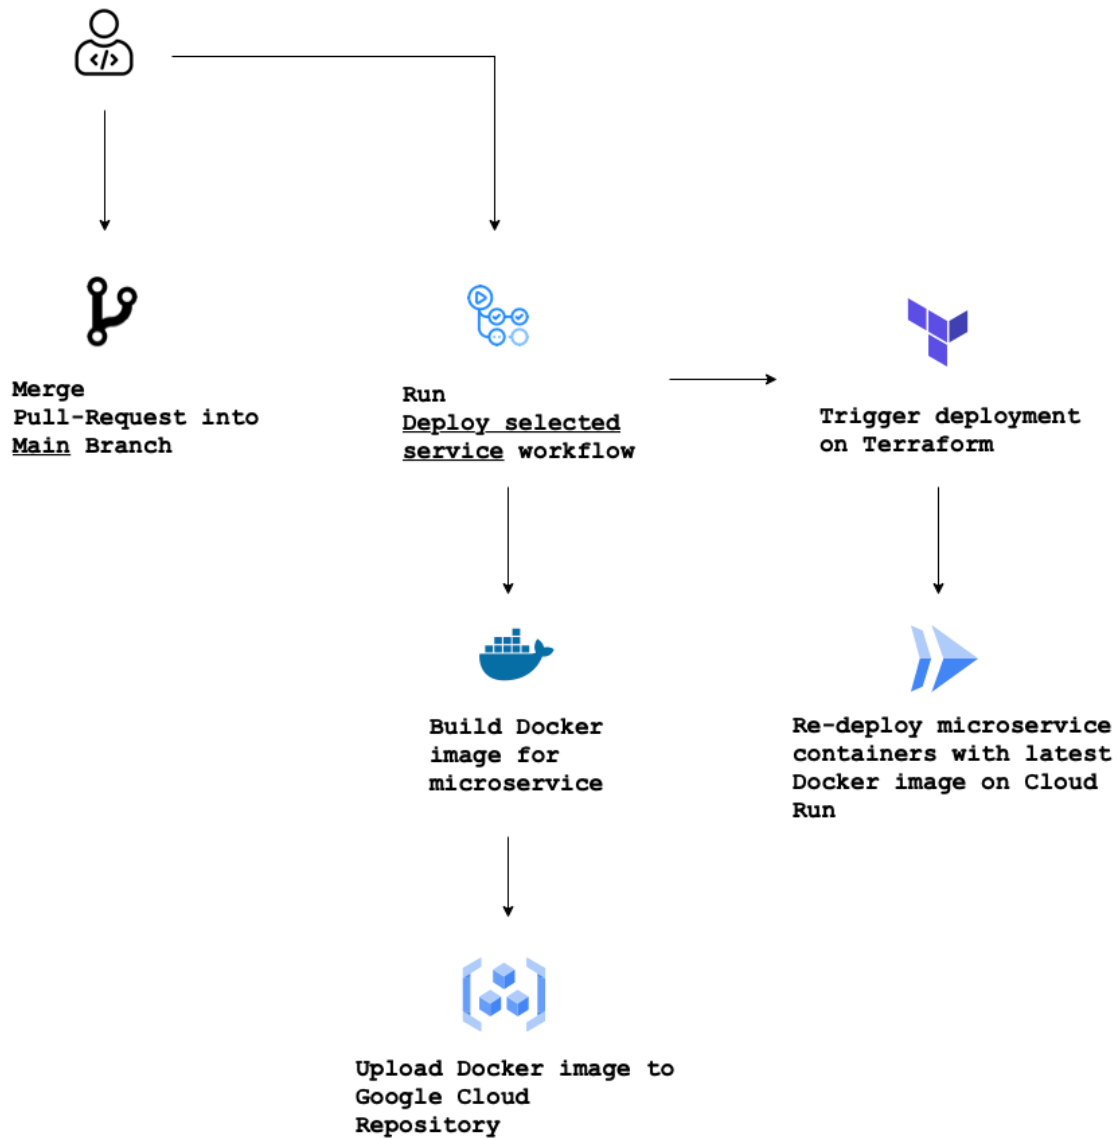 </>
Merge
Pull-Request into
Main Branch
Run
Deploy selected
service workflow
Trigger deployment
on Terraform
Build Docker
image for
microservice
Re-deploy microservice
containers with latest
Docker image on Cloud
Run
Upload Docker image to
Google Cloud
Repository